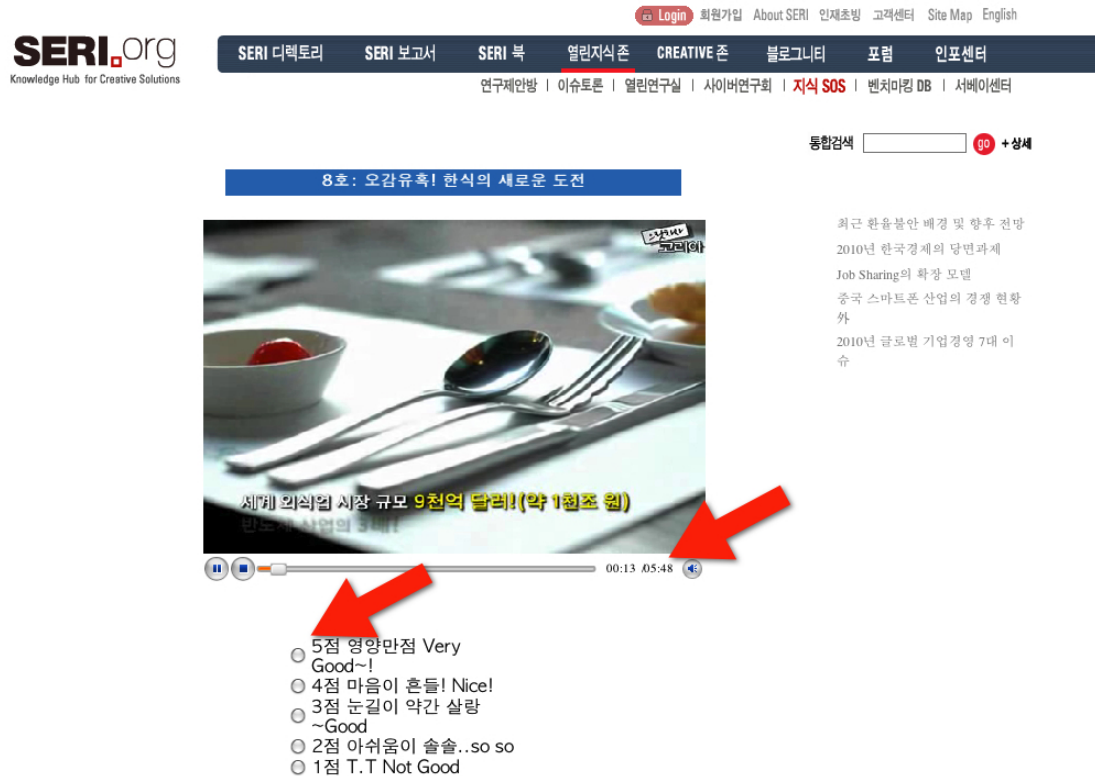 Login 회원가입 About SERI 인재초빙 고객센터 Site Map English
SERI.org
Knowledge Hub for Creative Solutions
SERI 디렉토리 SERI 보고서 SERI 북 열린지식존 CREATIVE 존 블로그니티 포럼 인포센터
연구제안방 | 이슈토론 | 열린연구실 | 사이버연구회 | 지식 SOS | 벤치마킹 DB | 서베이센터
통합검색 go +상세
8호: 오감유혹! 한식의 새로운 도전
코리아
세계 외식업 시장 규모 9천억 달러!(약 1천조 원)
반도체 산업의 3배!
00:13 /05:48
최근 환율불안 배경 및 향후 전망
2010년 한국경제의 당면과제
Job Sharing의 확장 모델
중국 스마트폰 산업의 경쟁 현황
外
2010년 글로벌 기업경영 7대 이
슈
5점 영양만점 Very
Good~!
4점 마음이 흔들! Nice!
3점 눈길이 약간 살랑
~Good
2점 아쉬움이 솔솔..so so
1점 T.T Not Good